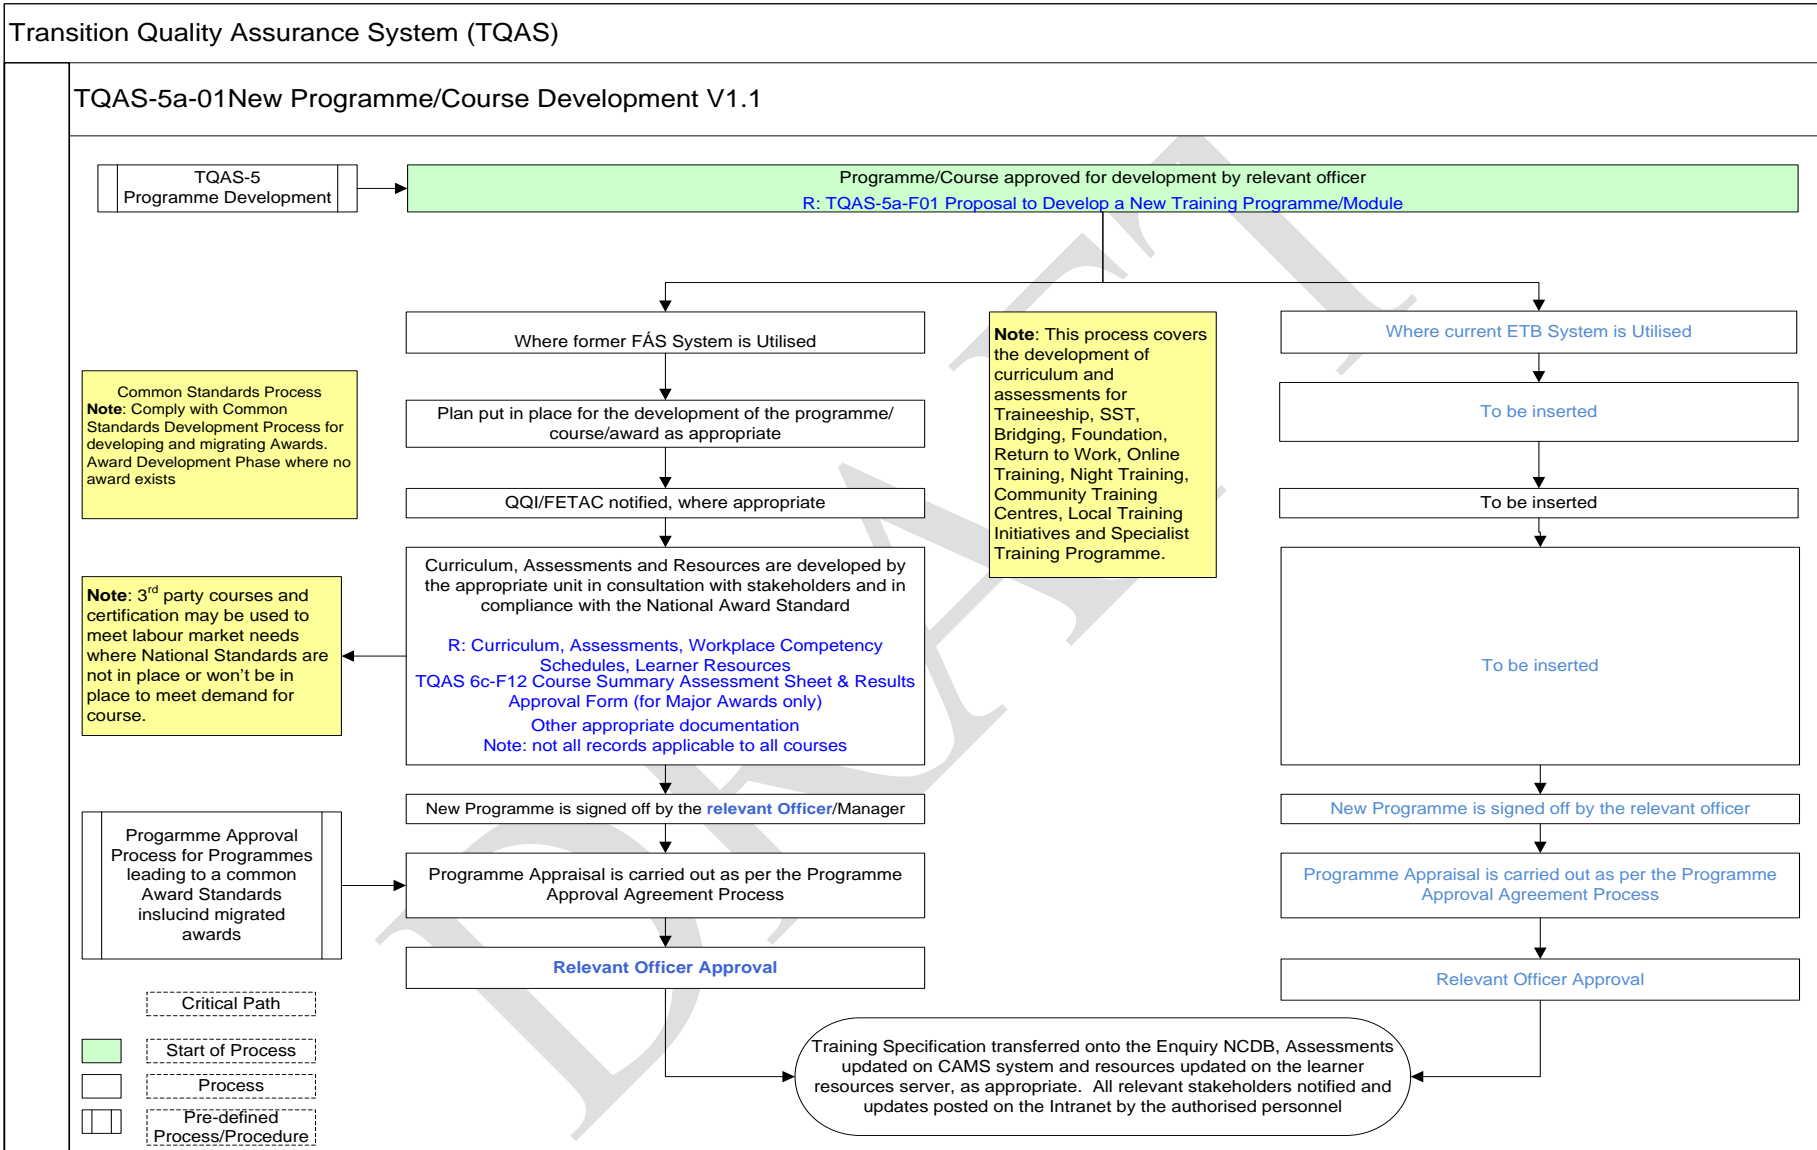 Transition Quality Assurance System (TQAS)
TQAS-5a-01New Programme/Course Development V1.1
TQAS-5
Programme Development
Programme/Course approved for development by relevant officer
R: TQAS-5a-F01 Proposal to Develop a New Training Programme/Module
Where former FÁS System is Utilised
Note: This process covers
the development of
curriculum and
assessments for
Traineeship, SST,
Bridging, Foundation,
Return to Work, Online
Training, Night Training,
Community Training
Centres, Local Training
Initiatives and Specialist
Training Programme.
Where current ETB System is Utilised
Common Standards Process
Note: Comply with Common
Standards Development Process for
developing and migrating Awards.
Award Development Phase where no
award exists
Plan put in place for the development of the programme/
course/award as appropriate
To be inserted
QQI/FETAC notified, where appropriate
To be inserted
Note: 3rd party courses and
certification may be used to
meet labour market needs
where National Standards are
not in place or won't be in
place to meet demand for
course.
Curriculum, Assessments and Resources are developed by
the appropriate unit in consultation with stakeholders and in
compliance with the National Award Standard
R: Curriculum, Assessments, Workplace Competency
Schedules, Learner Resources
TQAS 6c-F12 Course Summary Assessment Sheet & Results
Approval Form (for Major Awards only)
Other appropriate documentation
Note: not all records applicable to all courses
To be inserted
New Programme is signed off by the relevant Officer/Manager
New Programme is signed off by the relevant officer
Progarmme Approval
Process for Programmes
leading to a common
Award Standards
inslucind migrated
awards
Programme Appraisal is carried out as per the Programme
Approval Agreement Process
Programme Appraisal is carried out as per the Programme
Approval Agreement Process
Relevant Officer Approval
Relevant Officer Approval
Critical Path
Start of Process
Process
Pre-defined
Process/Procedure
Training Specification transferred onto the Enquiry NCDB, Assessments
updated on CAMS system and resources updated on the learner
resources server, as appropriate.  All relevant stakeholders notified and
updates posted on the Intranet by the authorised personnel
DRAFT